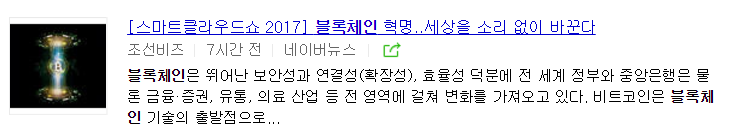 [스마트클라우드쇼 2017] 블록체인 혁명..세상을 소리 없이 바꾼다
조선비즈 | 7시간 전 | 네이버뉴스 |
블록체인은 뛰어난 보안성과 연결성(확장성), 효율성 덕분에 전 세계 정부와 중앙은행은 물
론 금융·증권, 유통, 의료 산업 등 전 영역에 걸쳐 변화를 가져오고 있다. 비트코인은 블록체
인 기술의 출발점으로...